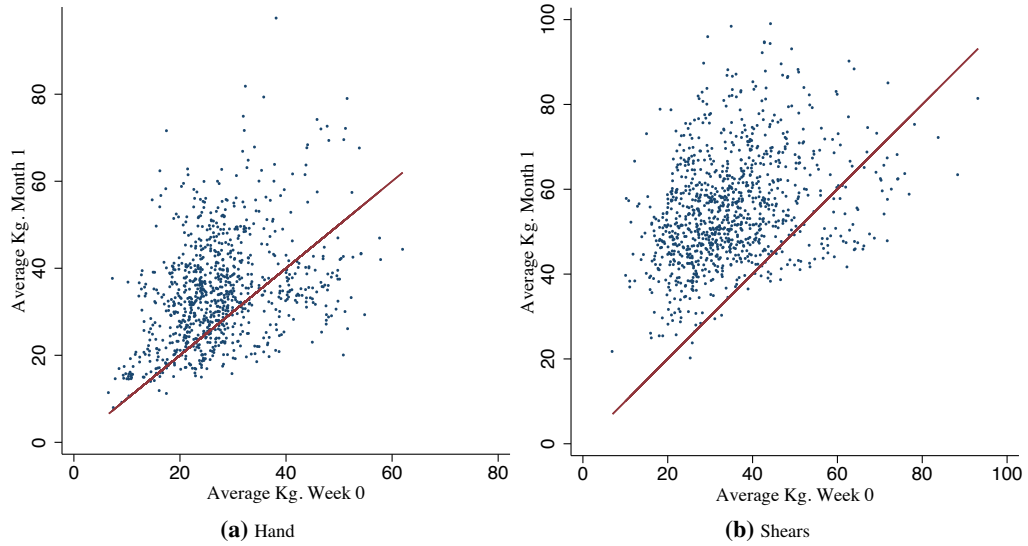 Average Kg. Month 1
80
60
40
20
0
0 20 40 60 80
Average Kg. Week 0
(a) Hand
Average Kg. Month 1
100
80
60
40
20
0
0 20 40 60 80 100
Average Kg. Week 0
(b) Shears